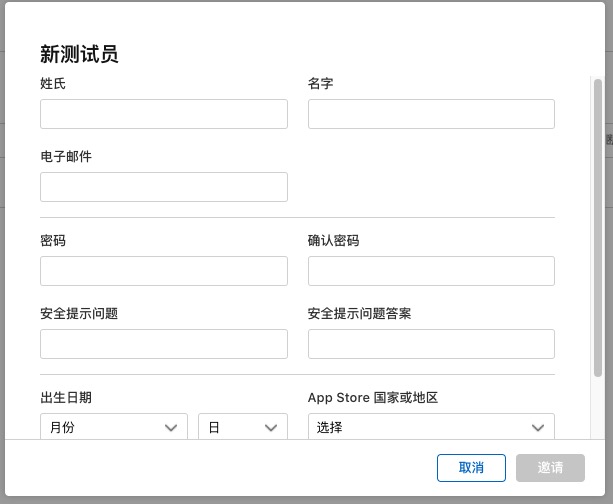 新测试员
姓氏
名字
电子邮件
密码
确认密码
安全提示问题
安全提示问题答案
出生日期
App Store 国家或地区
月份
日
选择
取消
邀请